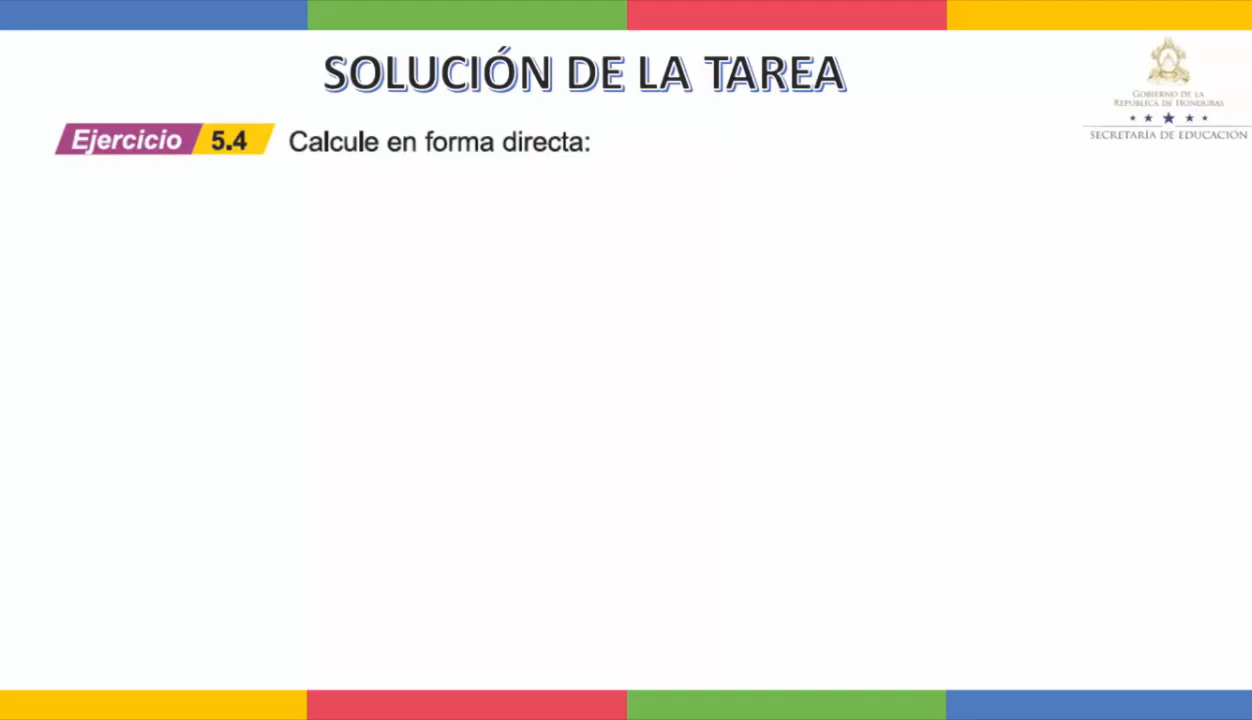 SOLUCIÓN DE LA TAREA
GOBIERNO DE LA
REPÚBLICA DE HONDURAS
SECRETARÍA DE EDUCACIÓN
Ejercicio 5.4 Calcule en forma directa: